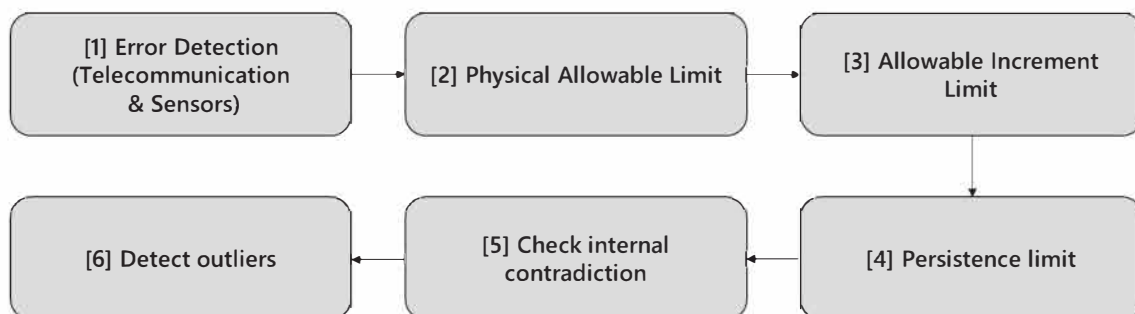 [1] Error Detection
(Telecommunication
& Sensors)
[2] Physical Allowable Limit
[3] Allowable Increment
Limit
[4] Persistence limit
[5] Check internal
contradiction
[6] Detect outliers